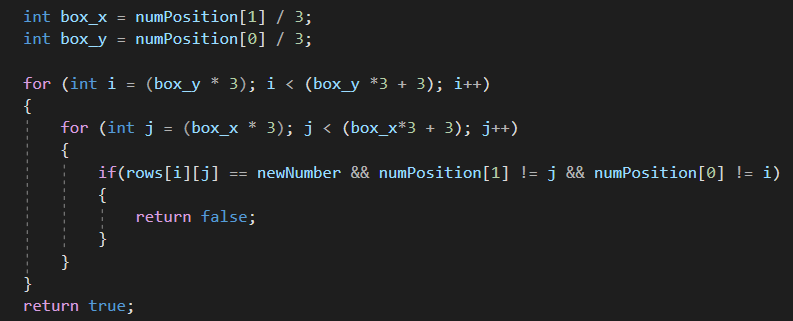 int box_x = numPosition[1] / 3;
int box_y = numPosition[0] / 3;

for (int i = (box_y * 3); i < (box_y *3 + 3); i++)
{
    for (int j = (box_x * 3); j < (box_x*3 + 3); j++)
    {
        if(rows[i][j] == newNumber && numPosition[1] != j && numPosition[0] != i)
        {
            return false;
        }
    }
}
return true;